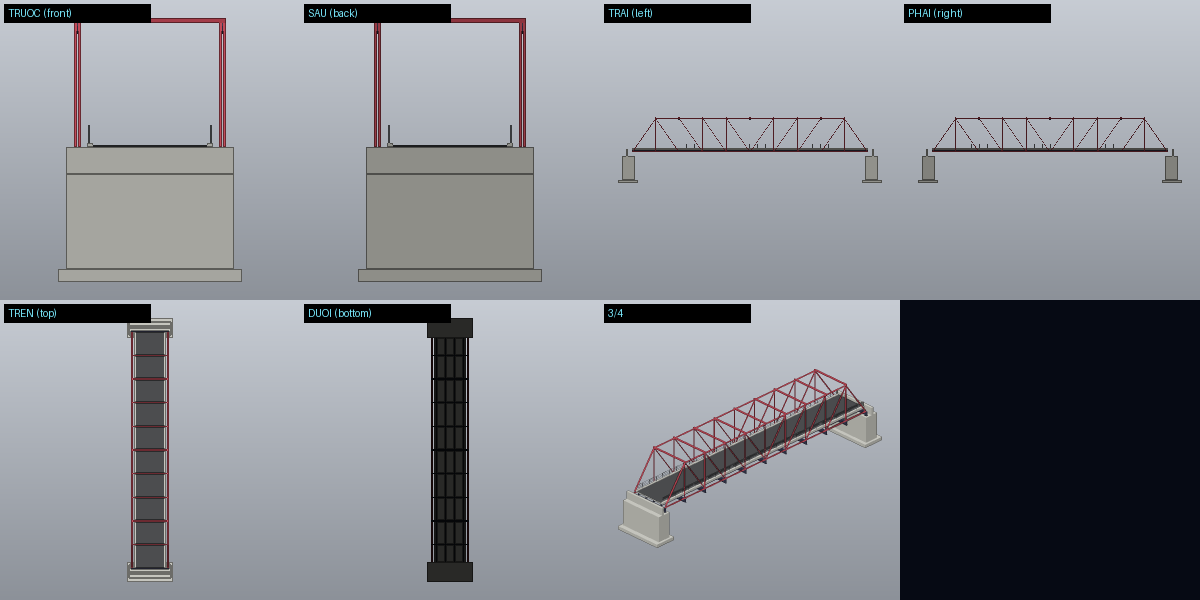 TRUOC (front)
SAU (back)
TRAI (left)
PHAI (right)
TREN (top)
DUOI (bottom)
3/4